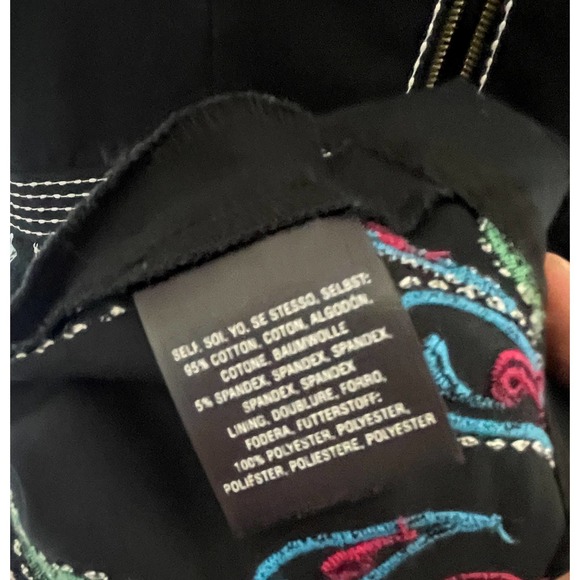 SELF, SOI, YO, SE STESSO, SELBST:
95% COTTON, COTON, ALGODÓN,
COTONE, BAUMWOLLE
5% SPANDEX, SPANDEX, SPANDEX,
SPANDEX, SPANDEX
LINING, DOUBLURE, FORRO,
FODERA, FUTTERSTOFF:
100% POLYESTER, POLYESTER,
POLIÉSTER, POLIESTERE, POLYESTER